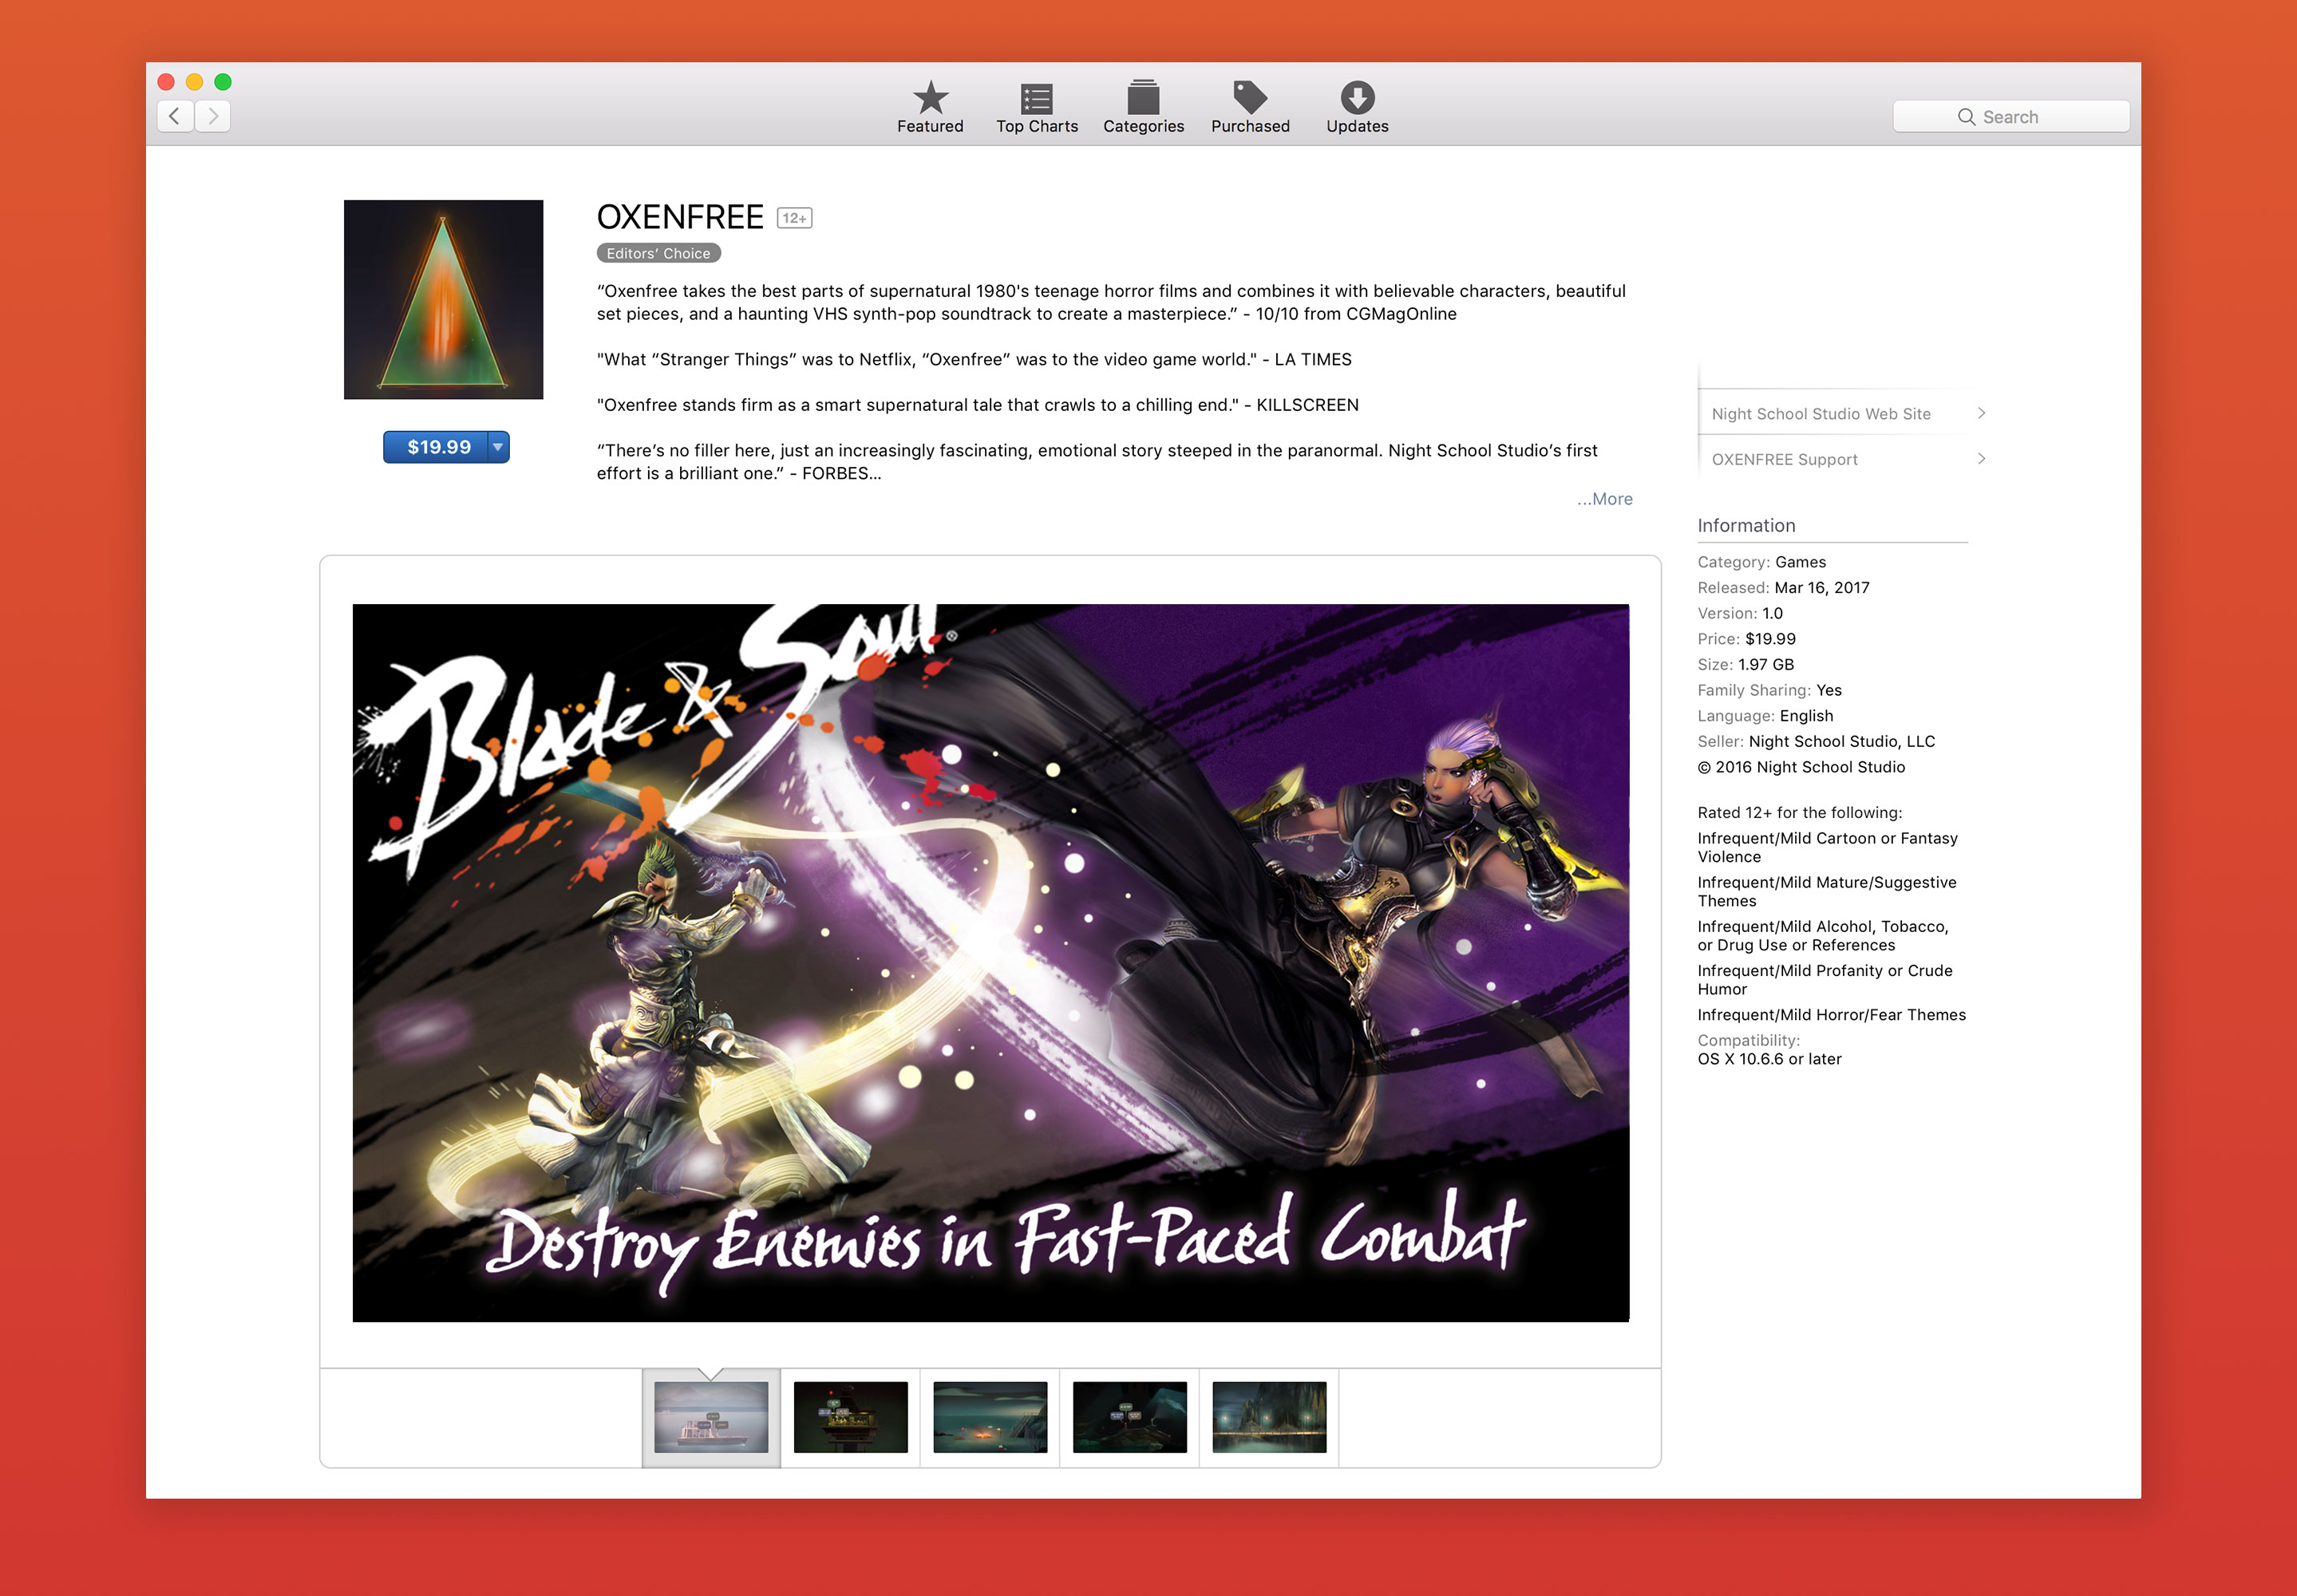 Featured
Top Charts
Categories
Purchased
Updates
Search
OXENFREE 12+
Editors’ Choice
“Oxenfree takes the best parts of supernatural 1980's teenage horror films and combines it with believable characters, beautiful
set pieces, and a haunting VHS synth-pop soundtrack to create a masterpiece.” - 10/10 from CGMagOnline
"What “Stranger Things” was to Netflix, “Oxenfree” was to the video game world." - LA TIMES
"Oxenfree stands firm as a smart supernatural tale that crawls to a chilling end." - KILLSCREEN
“There’s no filler here, just an increasingly fascinating, emotional story steeped in the paranormal. Night School Studio’s first
effort is a brilliant one.” - FORBES...
...More
$19.99
Night School Studio Web Site
OXENFREE Support
Information
Category: Games
Released: Mar 16, 2017
Version: 1.0
Price: $19.99
Size: 1.97 GB
Family Sharing: Yes
Language: English
Seller: Night School Studio, LLC
© 2016 Night School Studio
Rated 12+ for the following:
Infrequent/Mild Cartoon or Fantasy
Violence
Infrequent/Mild Mature/Suggestive
Themes
Infrequent/Mild Alcohol, Tobacco,
or Drug Use or References
Infrequent/Mild Profanity or Crude
Humor
Infrequent/Mild Horror/Fear Themes
Compatibility:
OS X 10.6.6 or later
Blade & Soul®
Destroy Enemies in Fast-Paced Combat